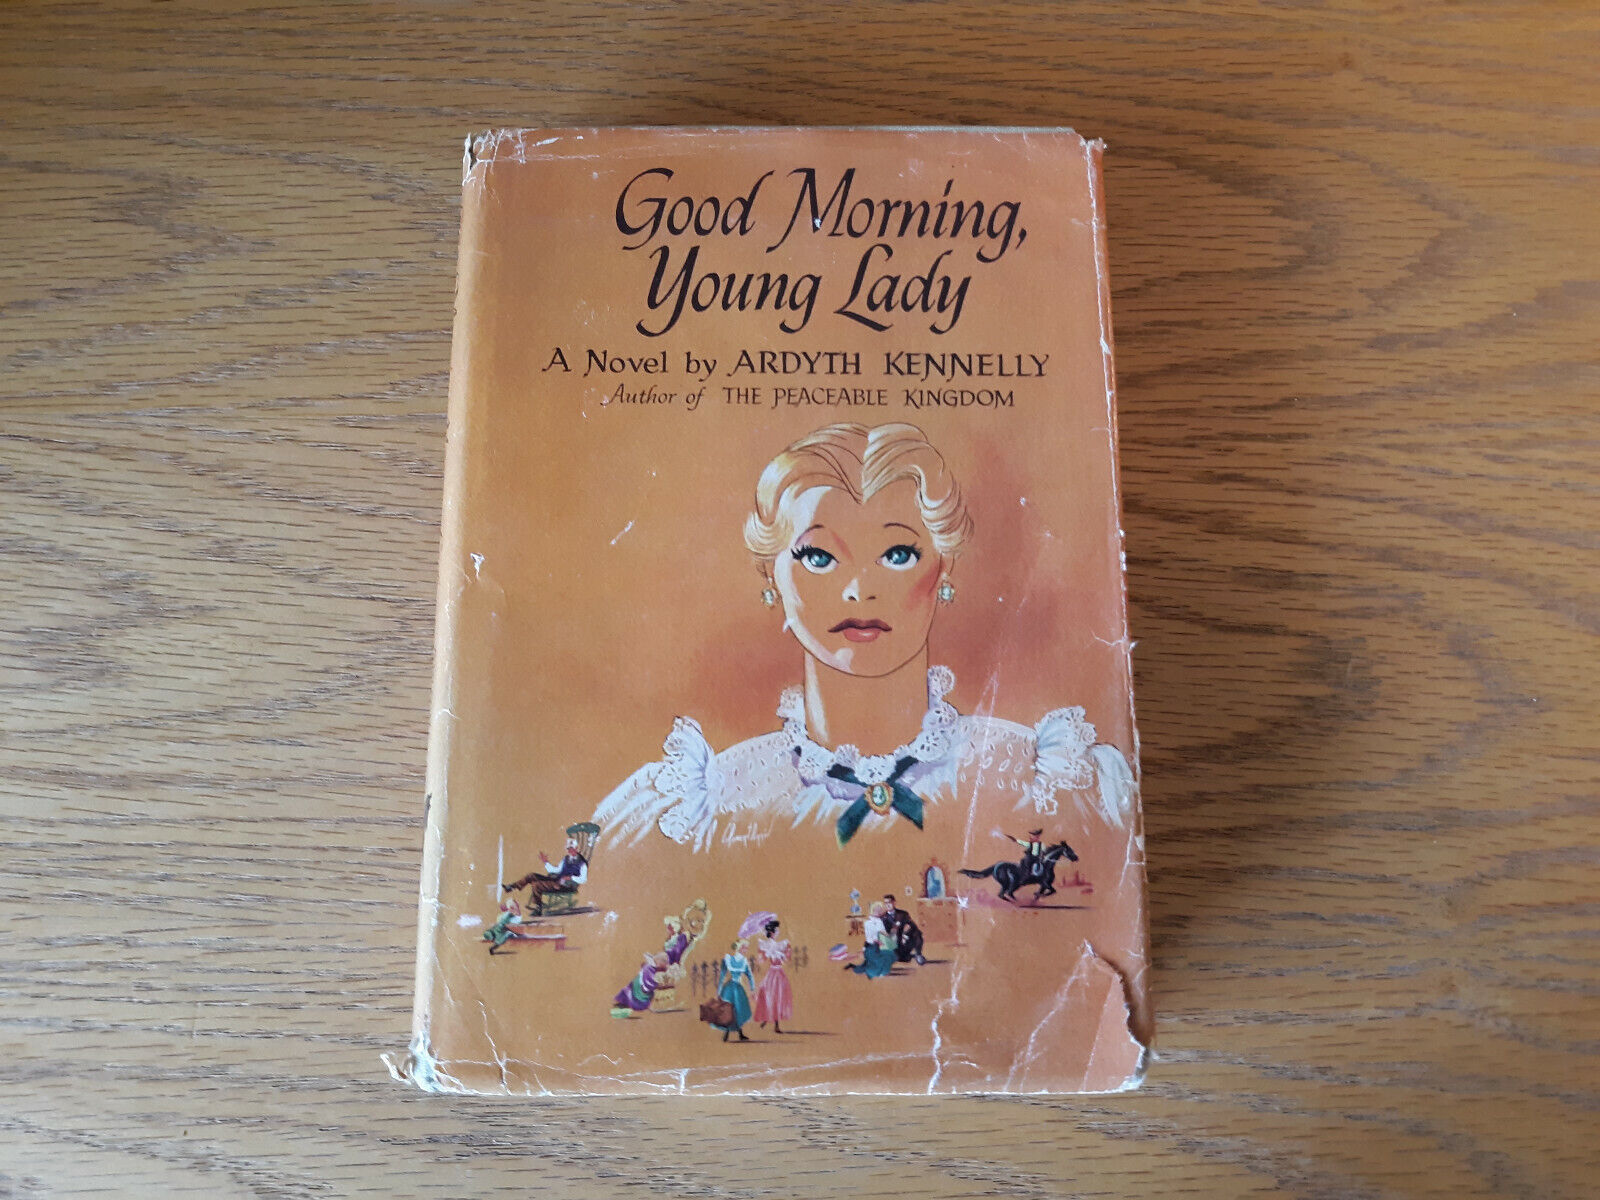 Good Morning,
Young Lady
A Novel by ARDYTH KENNELLY
Author of THE PEACEABLE KINGDOM